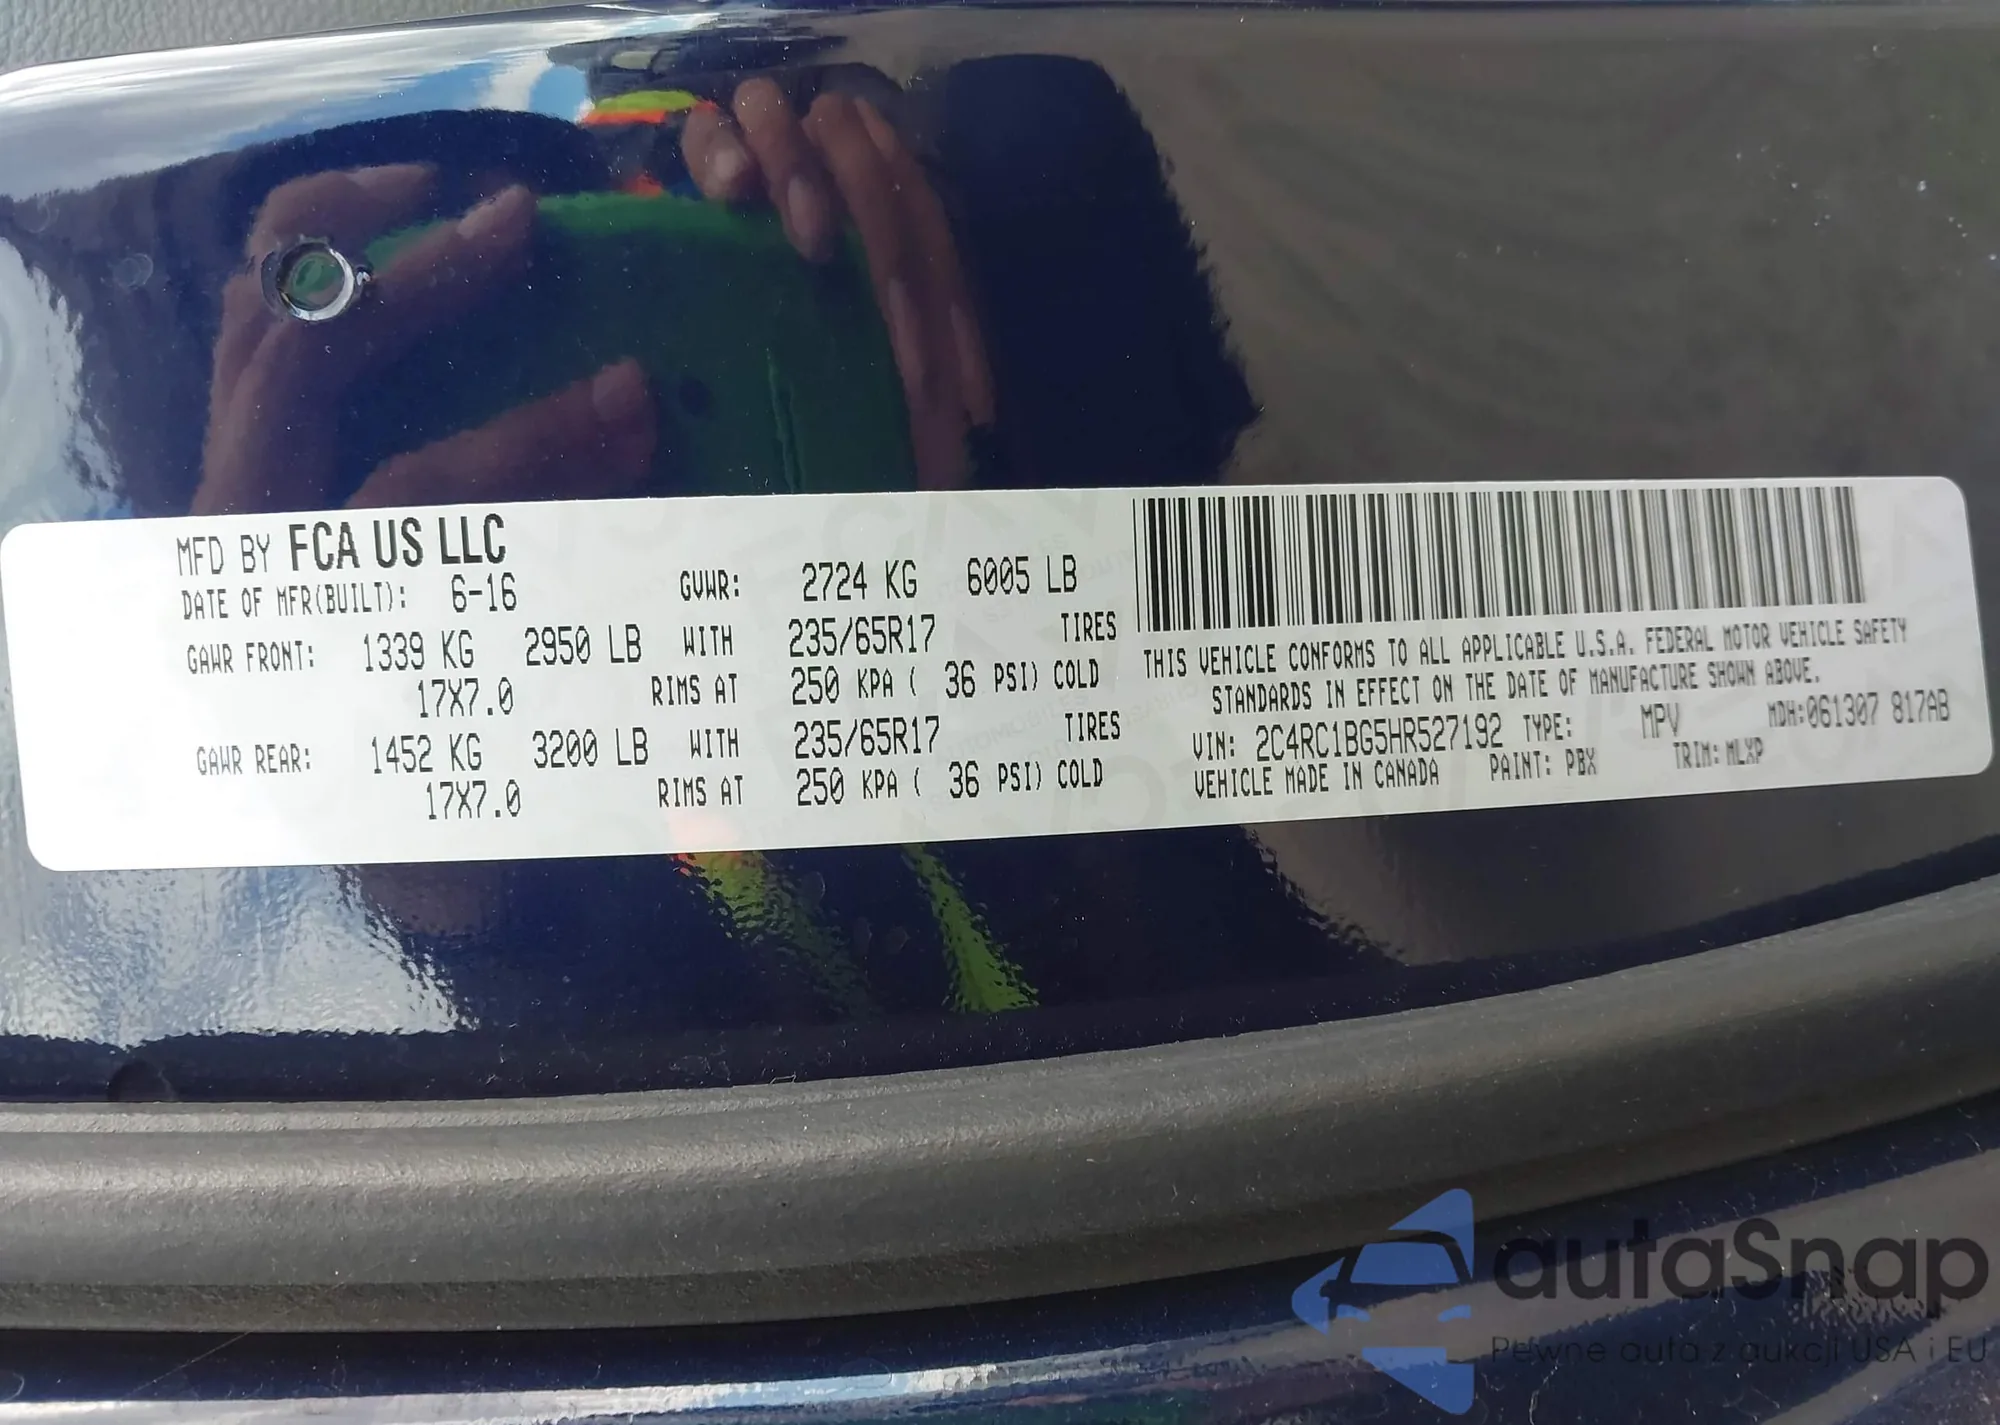 MFD BY FCA US LLC
DATE OF MFR(BUILT): 6-16 GVWR: 2724 KG 6005 LB
GAWR FRONT: 1339 KG 2950 LB WITH 235/65R17 TIRES
17X7.0 RIMS AT 250 KPA ( 36 PSI) COLD
GAWR REAR: 1452 KG 3200 LB WITH 235/65R17 TIRES
17X7.0 RIMS AT 250 KPA ( 36 PSI) COLD
THIS VEHICLE CONFORMS TO ALL APPLICABLE U.S.A. FEDERAL MOTOR VEHICLE SAFETY
STANDARDS IN EFFECT ON THE DATE OF MANUFACTURE SHOWN ABOVE.
VIN: 2C4RC1BG5HR527192 TYPE: MPV MDH:061307 817AB
VEHICLE MADE IN CANADA PAINT: PBX TRIM: MLXP
autaSnap
Pewne auta z aukcji USA i EU